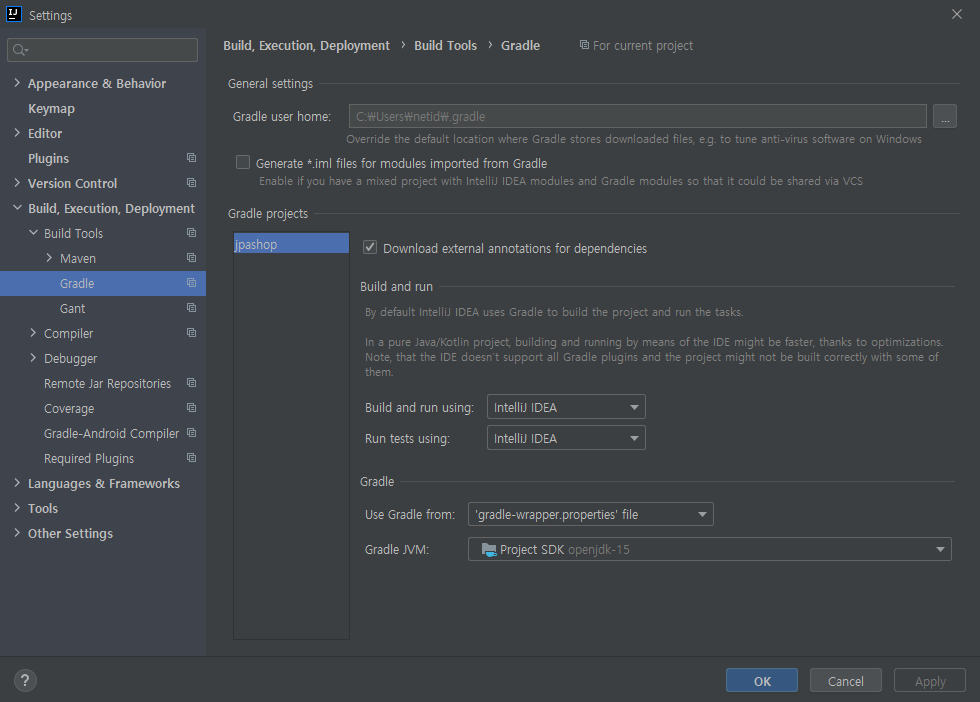 IJ Settings
Appearance & Behavior
Keymap
Editor
Plugins
Version Control
Build, Execution, Deployment
Build Tools
Maven
Gradle
Gant
Compiler
Debugger
Remote Jar Repositories
Coverage
Gradle-Android Compiler
Required Plugins
Languages & Frameworks
Tools
Other Settings
Build, Execution, Deployment › Build Tools › Gradle For current project
General settings
Gradle user home: C:₩Users₩netid₩.gradle ...
Override the default location where Gradle stores downloaded files, e.g. to tune anti-virus software on Windows
Generate *.iml files for modules imported from Gradle
Enable if you have a mixed project with IntelliJ IDEA modules and Gradle modules so that it could be shared via VCS
Gradle projects
jpashop
Download external annotations for dependencies
Build and run
By default IntelliJ IDEA uses Gradle to build the project and run the tasks.
In a pure Java/Kotlin project, building and running by means of the IDE might be faster, thanks to optimizations.
Note, that the IDE doesn't support all Gradle plugins and the project might not be built correctly with some of
them.
Build and run using: IntelliJ IDEA
Run tests using: IntelliJ IDEA
Gradle
Use Gradle from: 'gradle-wrapper.properties' file
Gradle JVM: Project SDK openjdk-15
? OK Cancel Apply